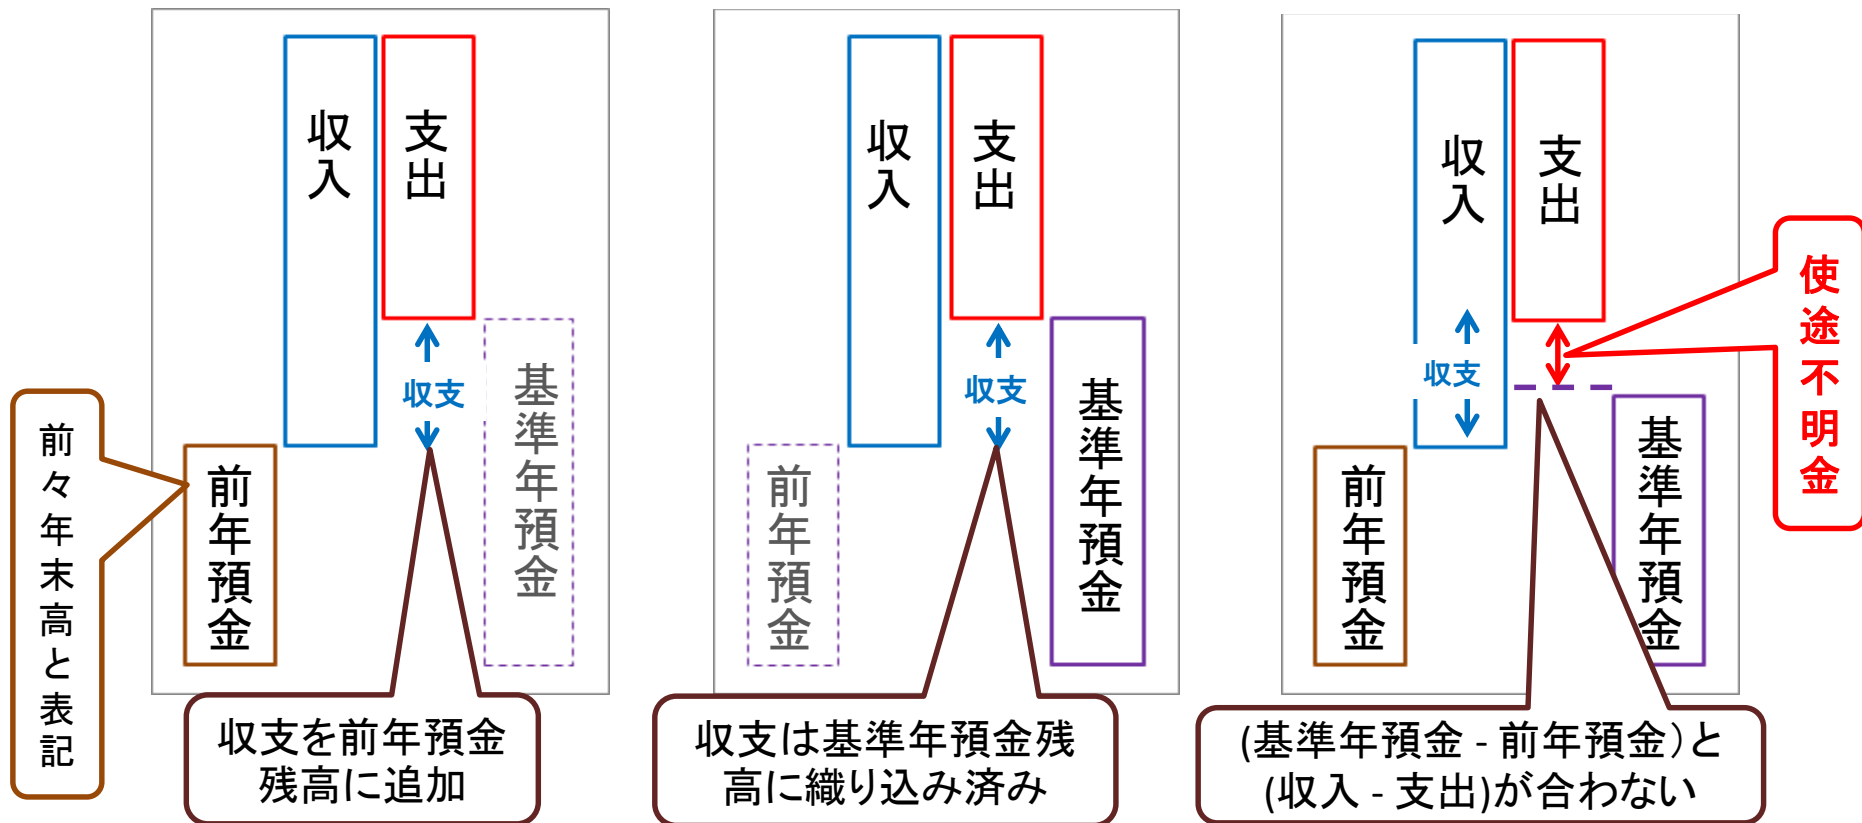 収入
支出
収支
基準年預金
前年預金
前々年末高と表記
収支を前年預金
残高に追加
収入
支出
収支
前年預金
基準年預金
収支は基準年預金残
高に織り込み済み
収入
支出
収支
使途不明金
前年預金
基準年預金
(基準年預金 - 前年預金）と
(収入 - 支出)が合わない